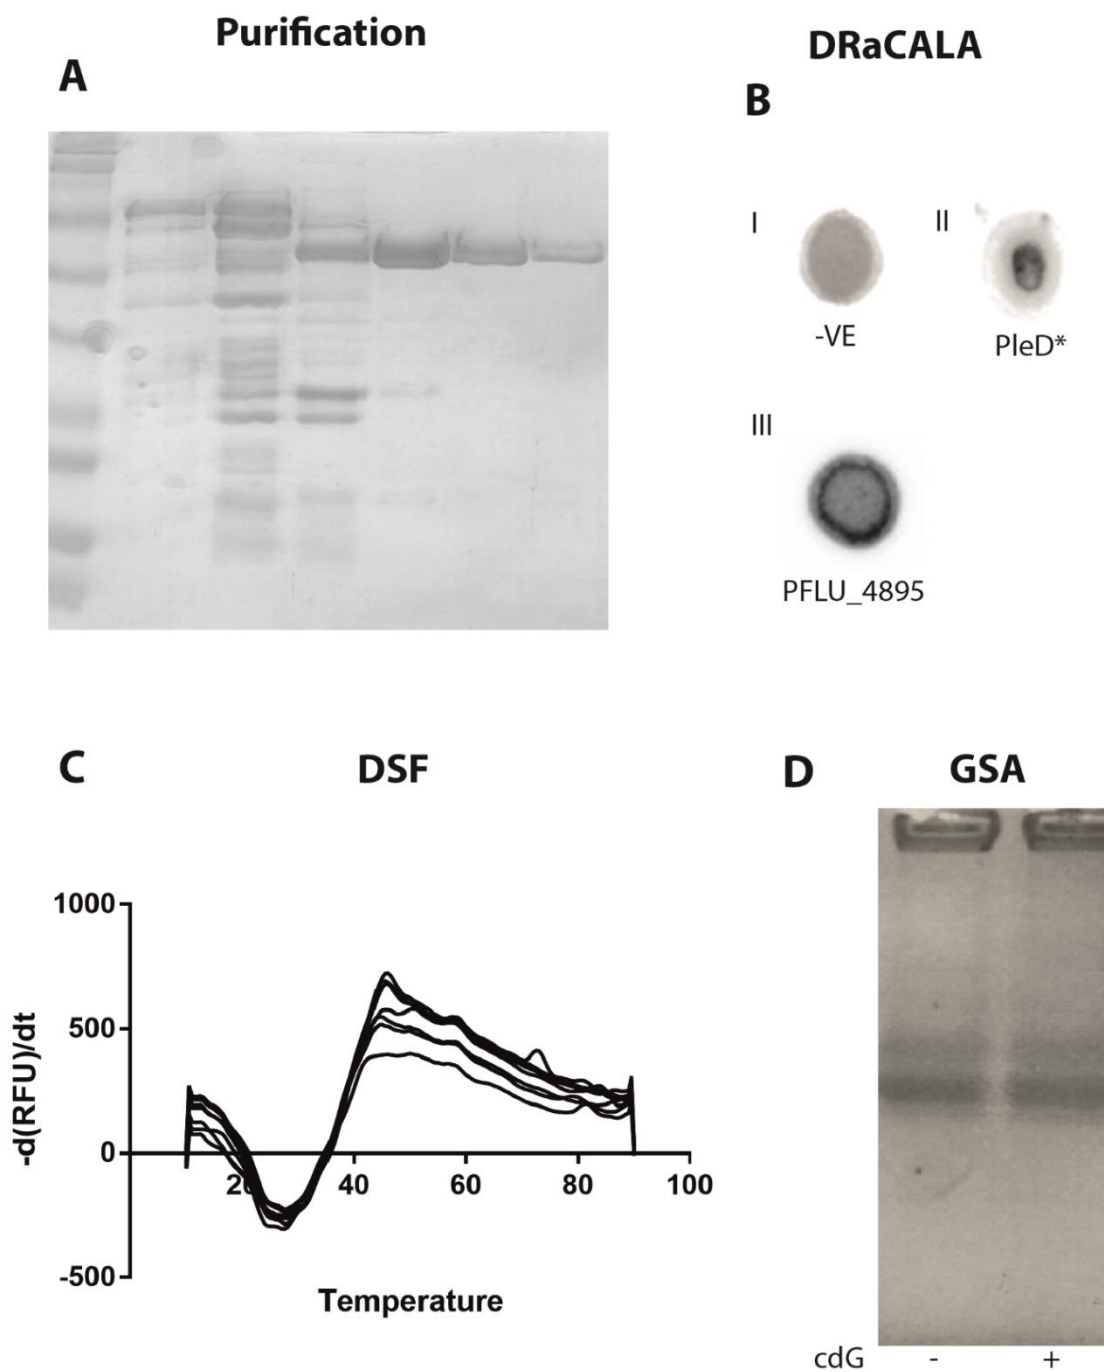 Purification
DRaCALA
A
B
I
II
-VE
PleD*
III
PFLU_4895
C
DSF
D
GSA
1000
500
0
-500
20
40
60
80
100
-d(RFU)/dt
Temperature
cdG
-
+